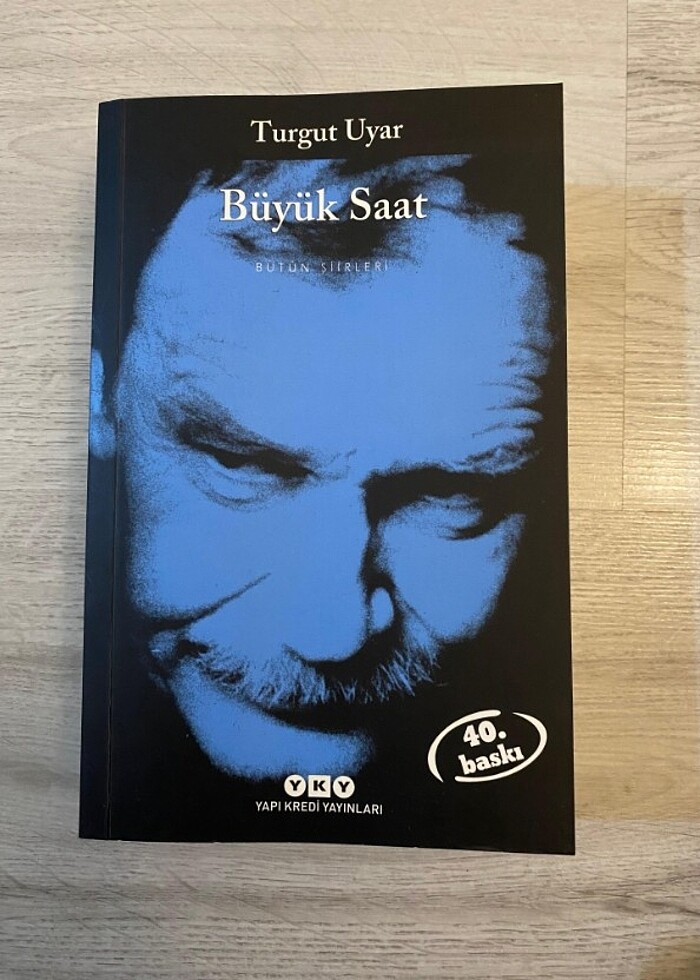 Turgut Uyar
Büyük Saat
BÜTÜN ŞİİRLERİ
40.
baskı
YKY
YAPI KREDİ YAYINLARI